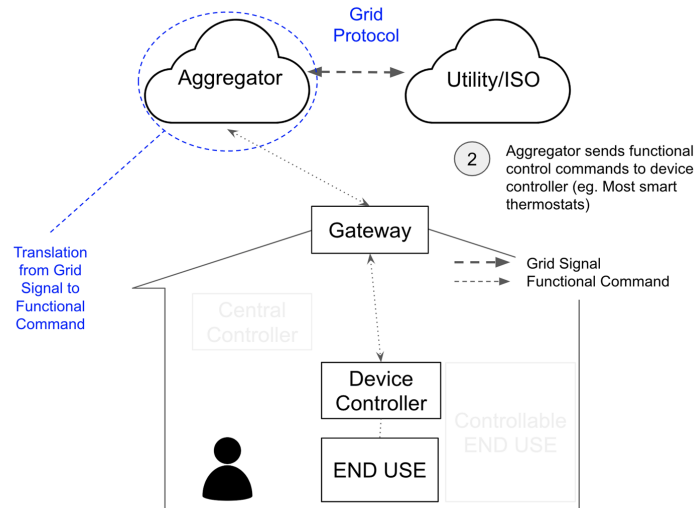 Grid
Protocol
Aggregator
Utility/ISO
2
Aggregator sends functional
control commands to device
controller (eg. Most smart
thermostats)
Gateway
Translation
from Grid
Signal to
Functional
Command
Grid Signal
Functional Command
Central
Controller
Device
Controller
Controllable
END USE
END USE